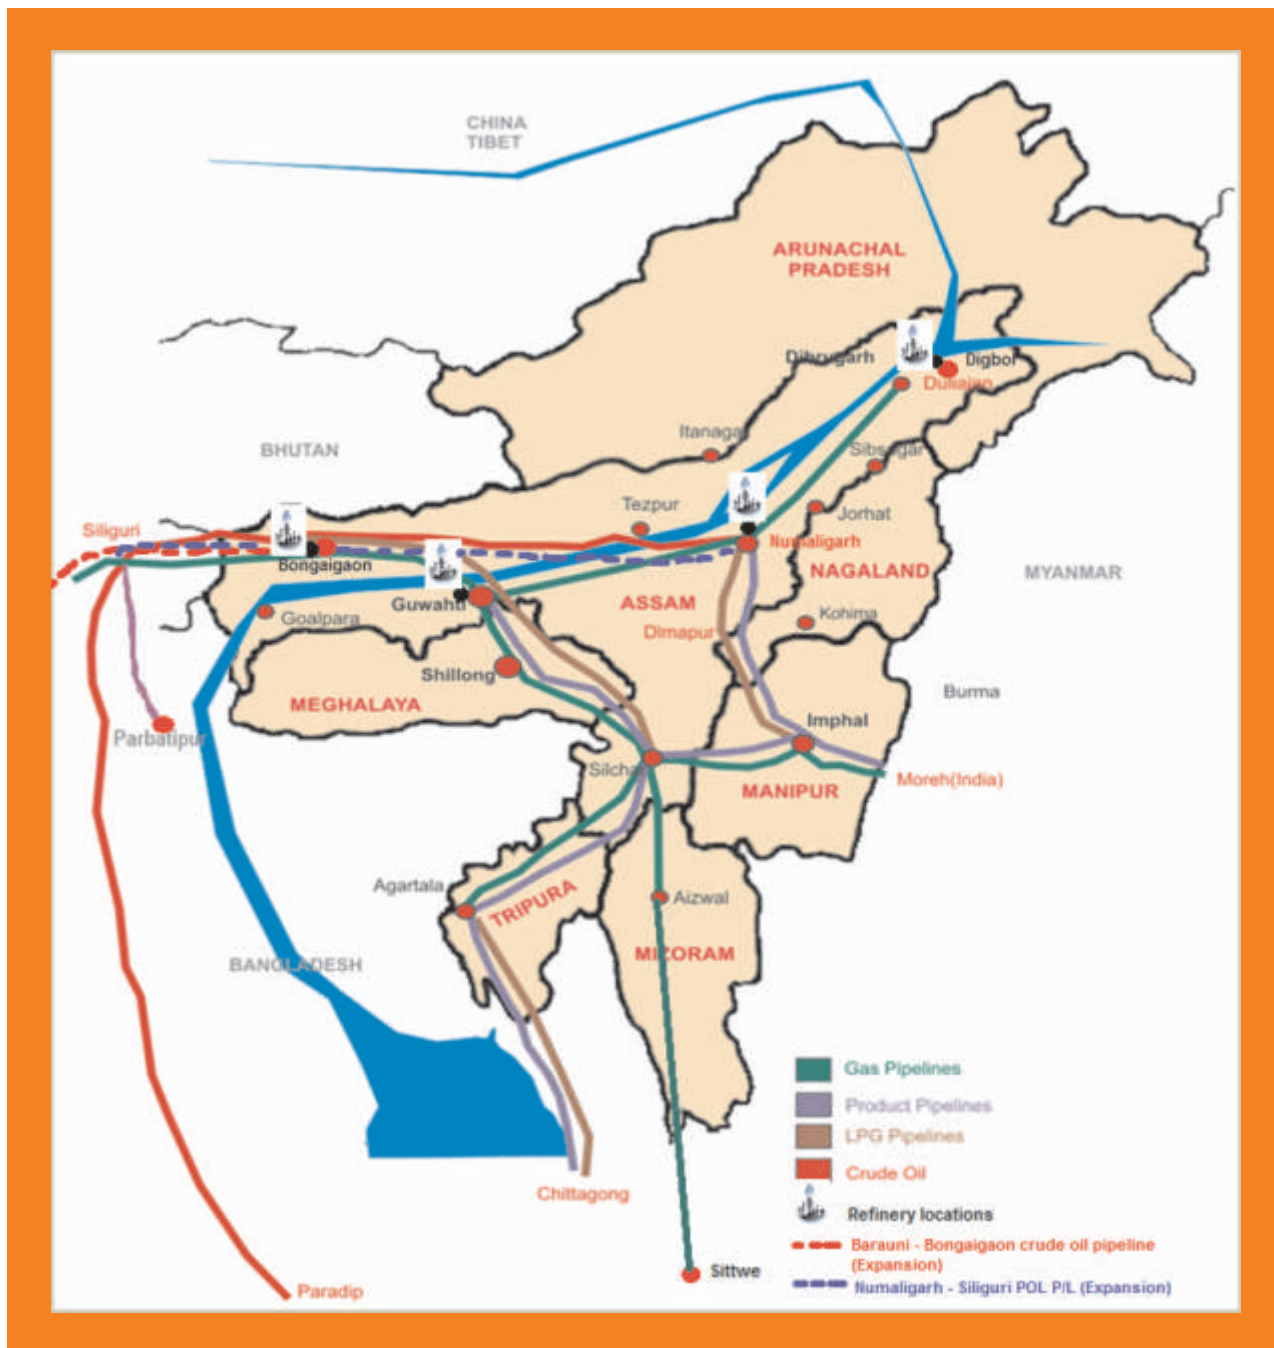 CHINA
TIBET
ARUNACHAL
PRADESH
Dibrugarh
Digboi
Duliajan
Itanagar
BHUTAN
Sibsagar
Tezpur
Jorhat
Siliguri
Numaligarh
Bongaigaon
NAGALAND
MYANMAR
Guwahti
ASSAM
Goalpara
Kohima
Dimapur
Shillong
Burma
MEGHALAYA
Imphal
Parbatipur
Silchar
Moreh(India)
MANIPUR
Agartala
TRIPURA
Aizwal
MIZORAM
BANGLADESH
Gas Pipelines
Product Pipelines
LPG Pipelines
Crude Oil
Chittagong
Refinery locations
Barauni - Bongaigaon crude oil pipeline
(Expansion)
Sittwe
Numaligarh - Siliguri POL P/L (Expansion)
Paradip